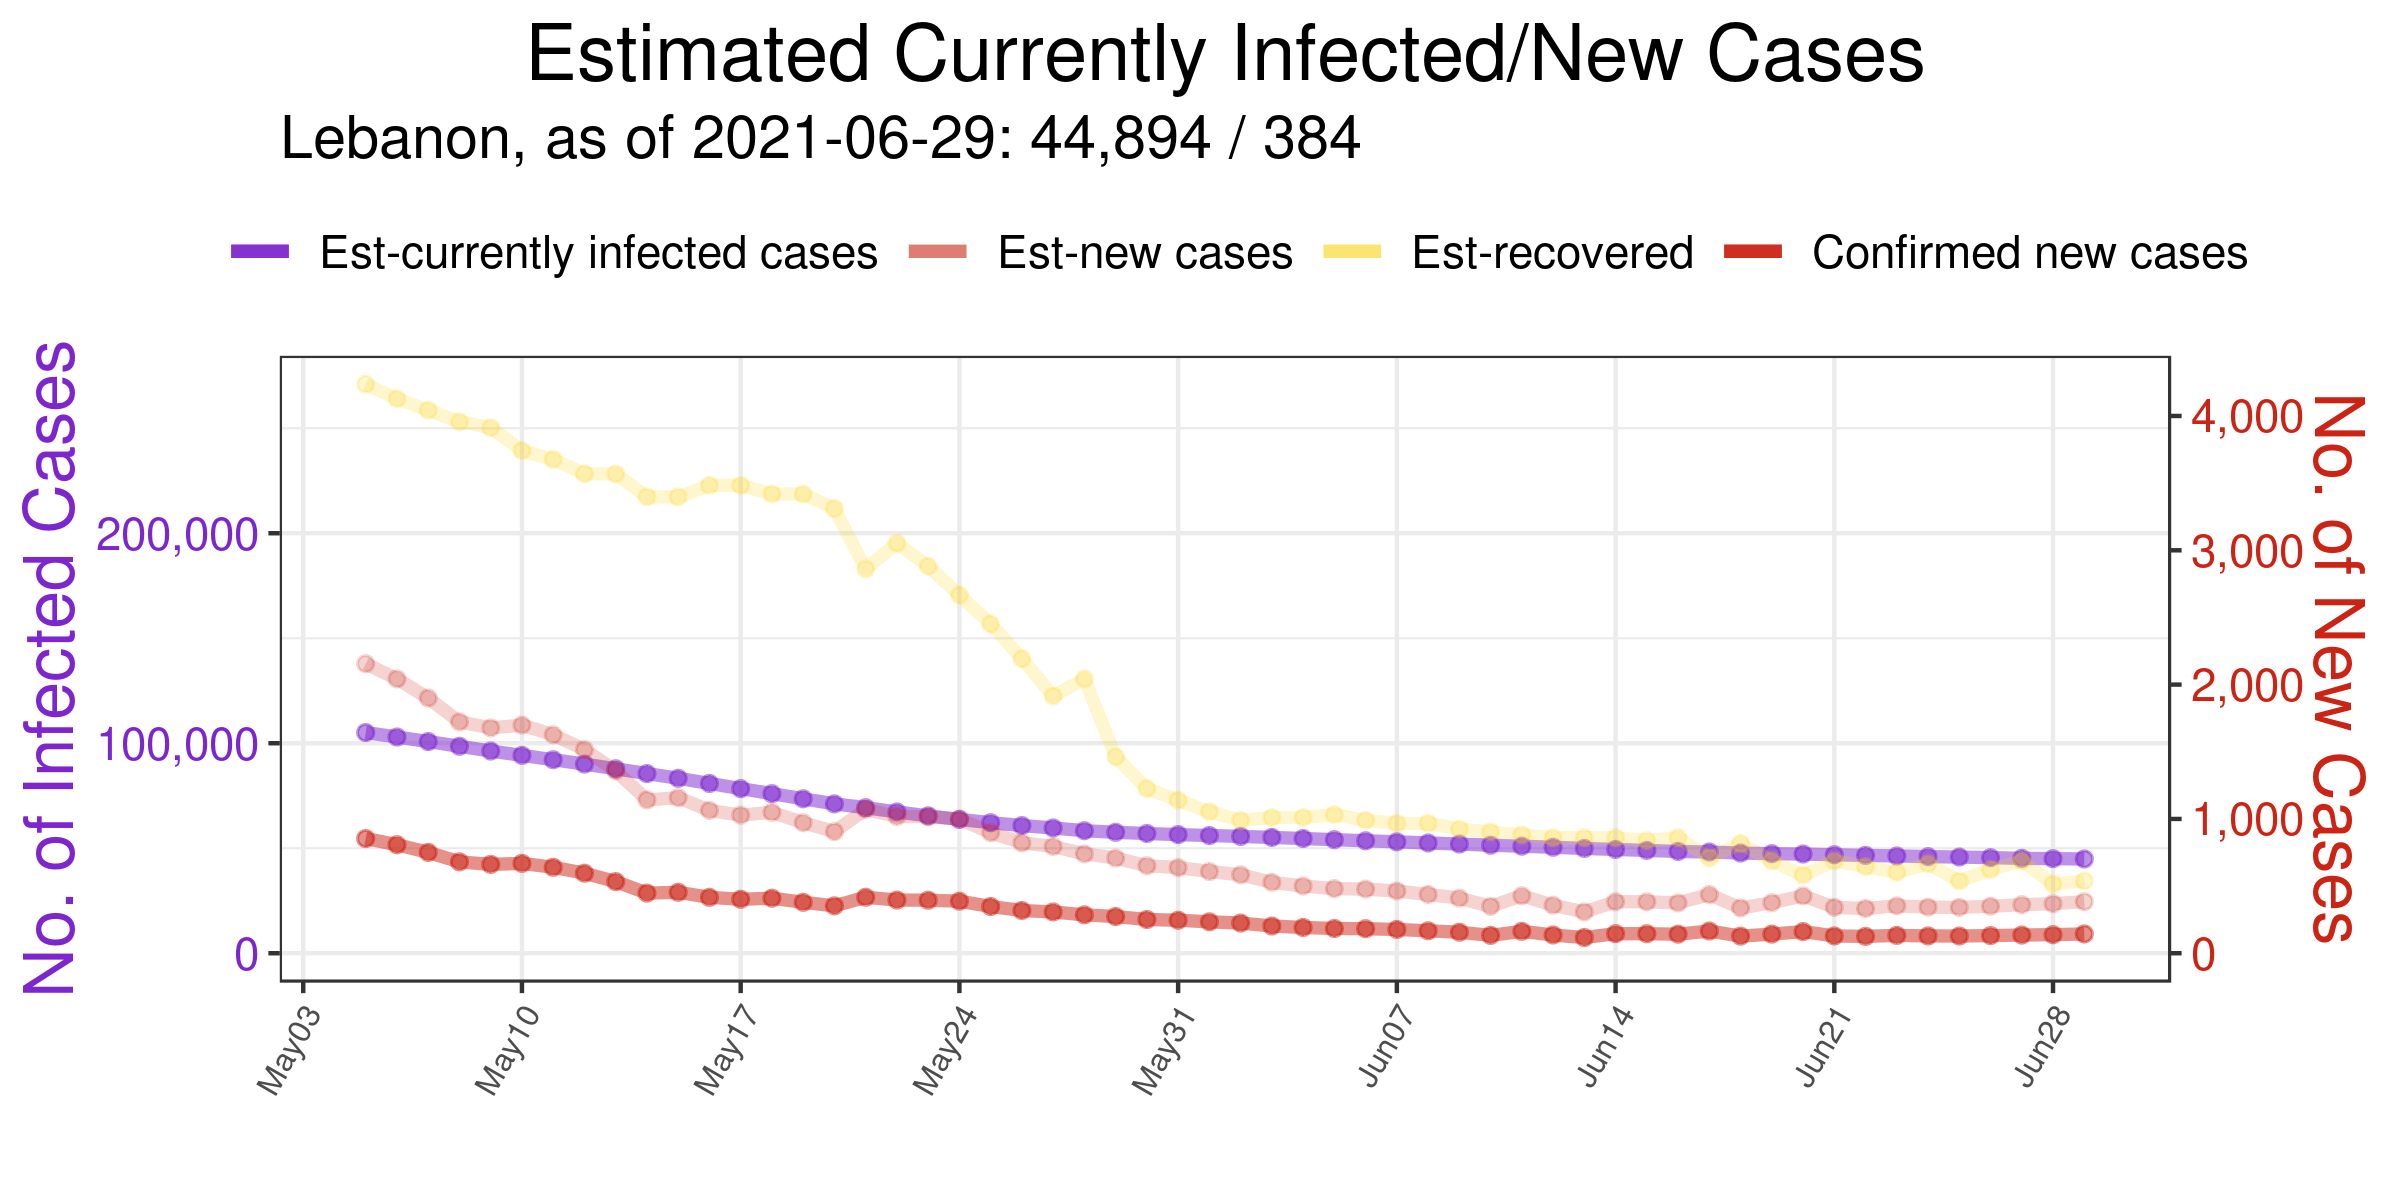 Estimated Currently Infected/New Cases
Lebanon, as of 2021-06-29: 44,894 / 384
Est-currently infected cases Est-new cases Est-recovered Confirmed new cases
No. of Infected Cases
200,000
100,000
0
4,000
3,000
2,000
1,000
0
No. of New Cases
May03 May10 May17 May24 May31 Jun07 Jun14 Jun21 Jun28